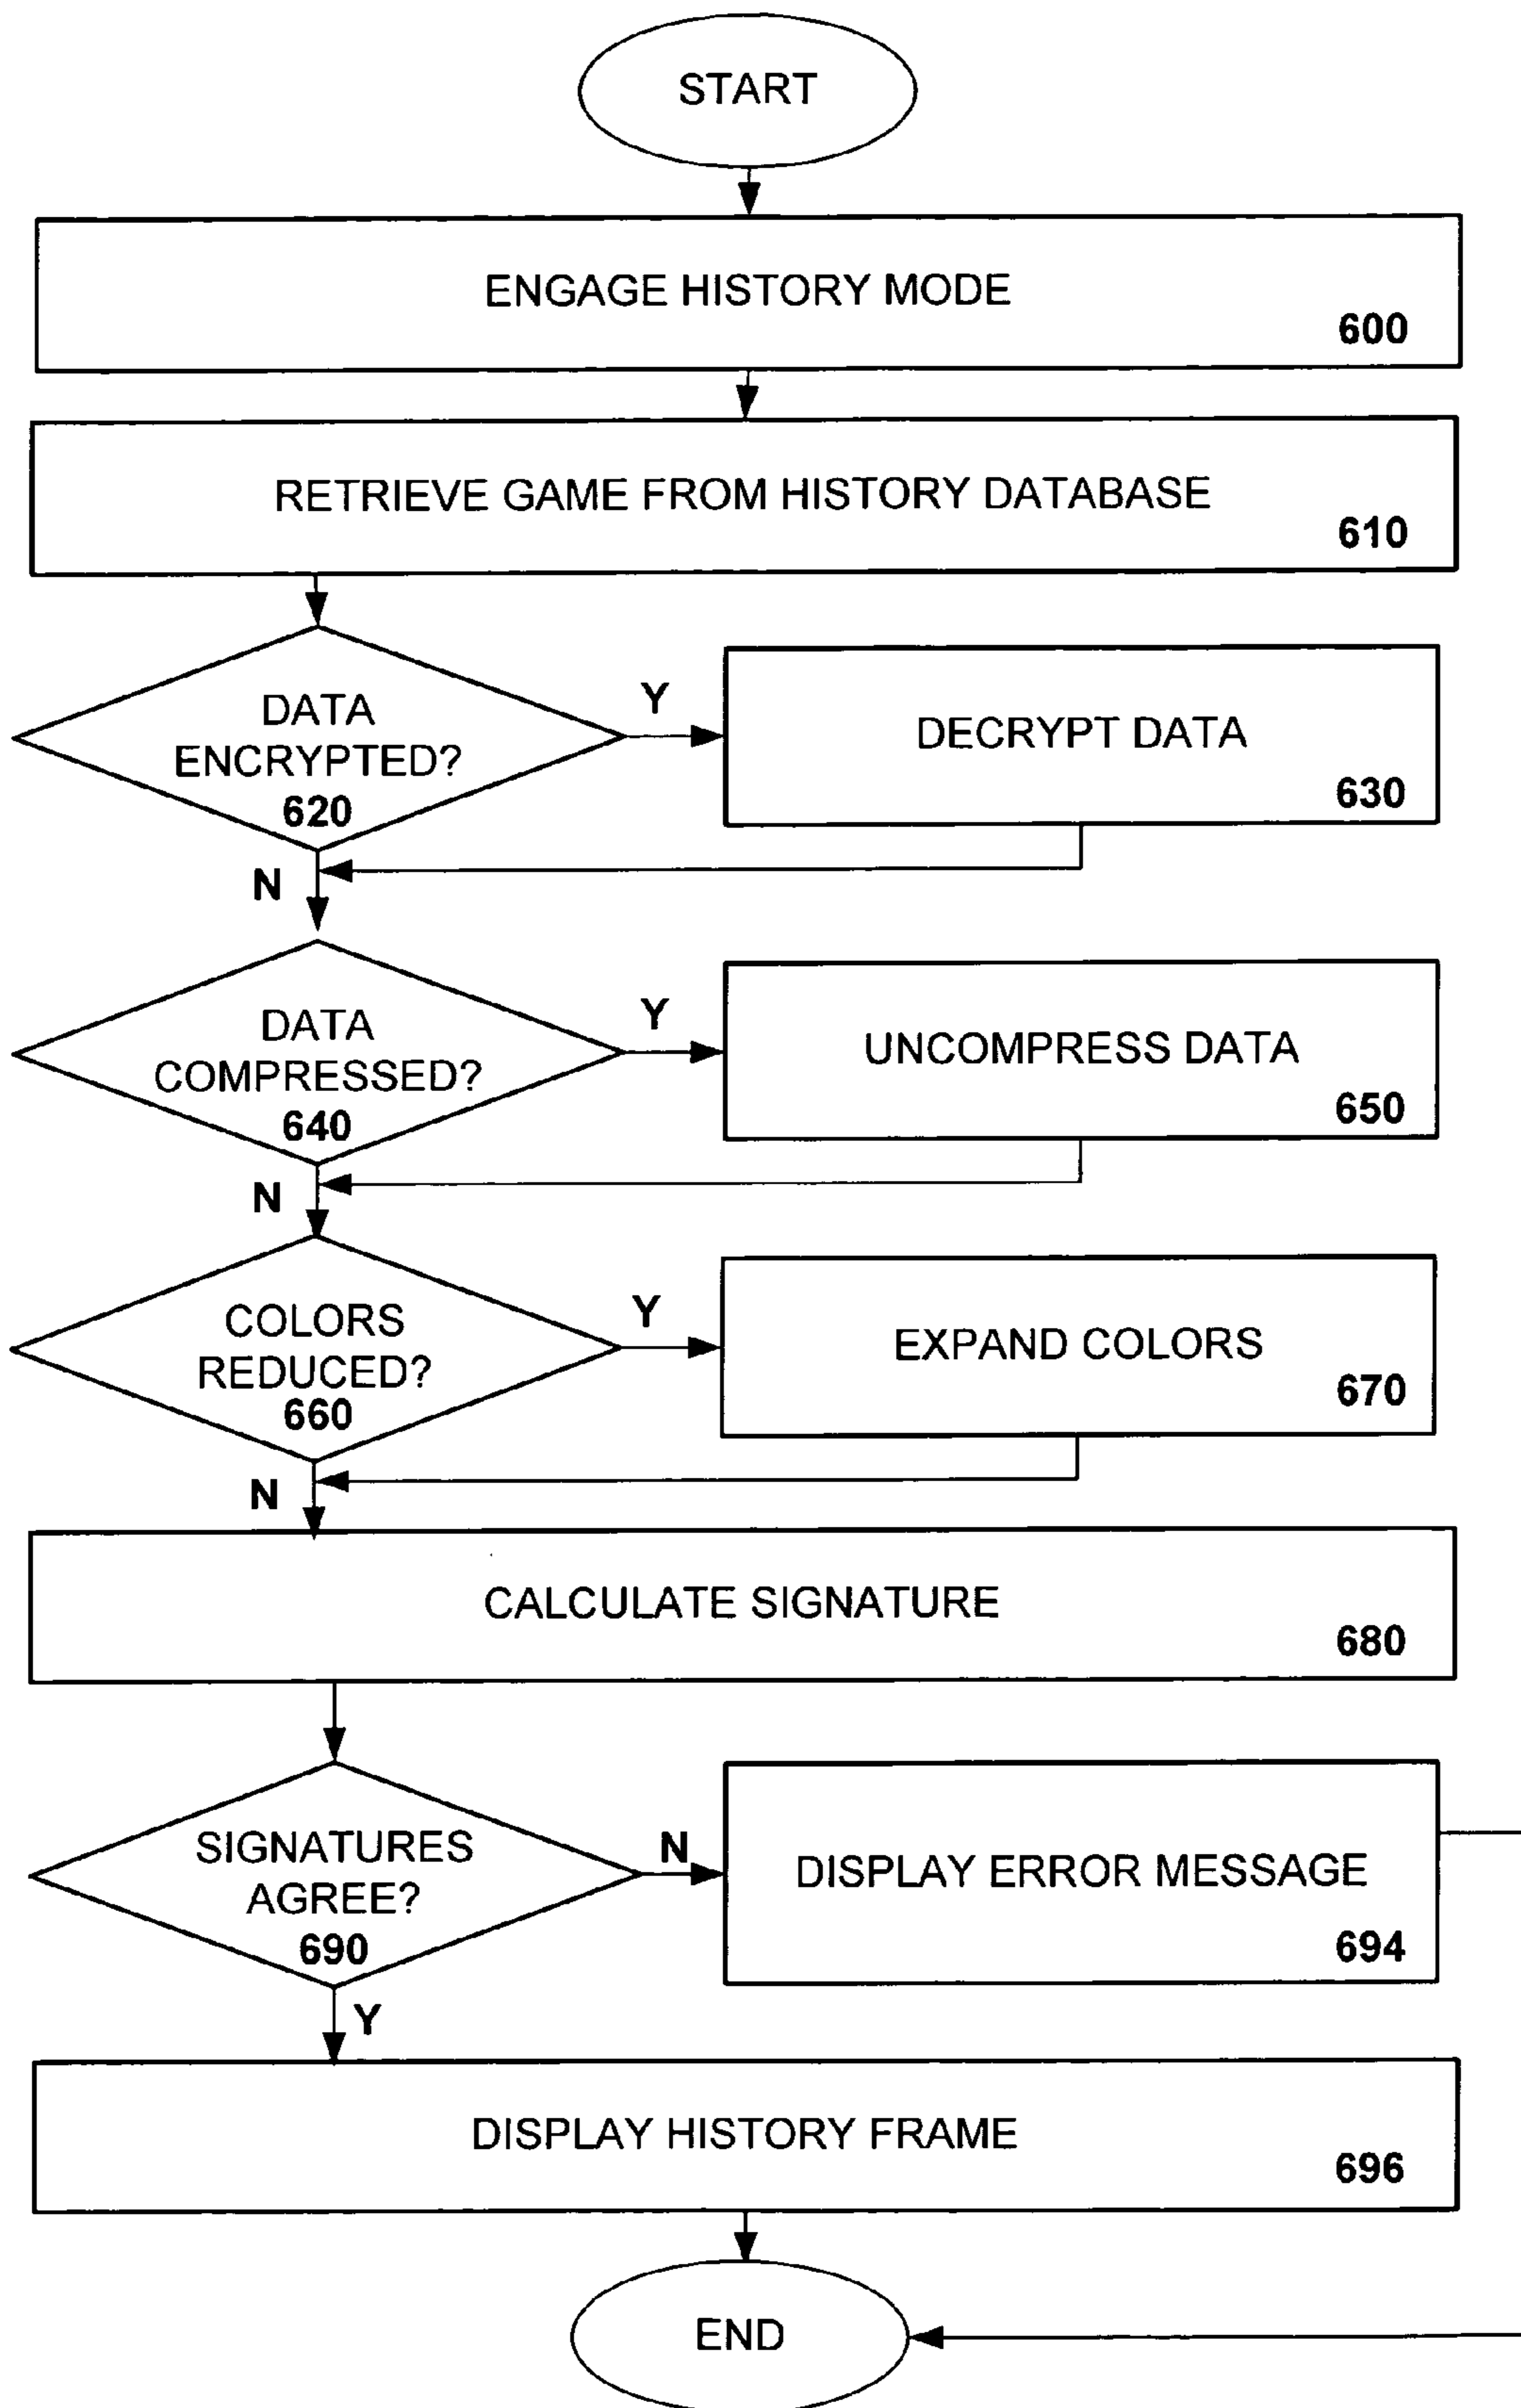 START
ENGAGE HISTORY MODE
600
RETRIEVE GAME FROM HISTORY DATABASE
610
DATA
ENCRYPTED?
620
Y
DECRYPT DATA
630
N
DATA
COMPRESSED?
640
Y
UNCOMPRESS DATA
650
N
COLORS
REDUCED?
660
Y
EXPAND COLORS
670
N
CALCULATE SIGNATURE
680
SIGNATURES
AGREE?
690
N
DISPLAY ERROR MESSAGE
694
Y
DISPLAY HISTORY FRAME
696
END